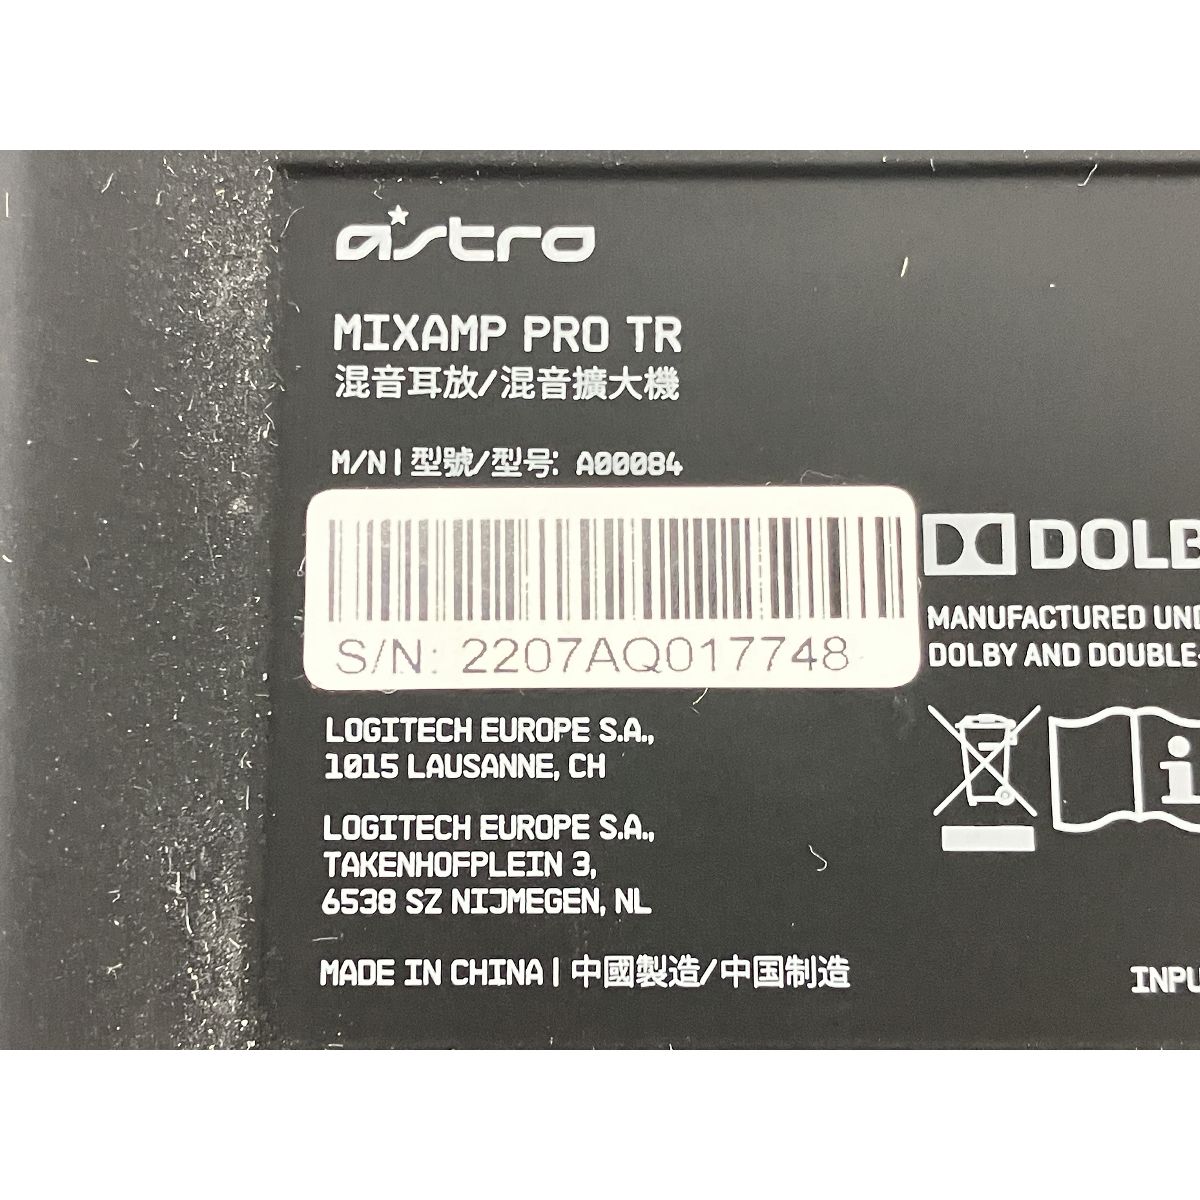 astro
MIXAMP PRO TR
混音耳放/混音擴大機
M/N | 型號/型号: A00084
S/N: 2207AQ017748
DOLB
MANUFACTURED UND
DOLBY AND DOUBLE-
LOGITECH EUROPE S.A.,
1015 LAUSANNE, CH
LOGITECH EUROPE S.A.,
TAKENHOFPLEIN 3,
6538 SZ NIJMEGEN, NL
MADE IN CHINA | 中國製造/中国制造
INPU